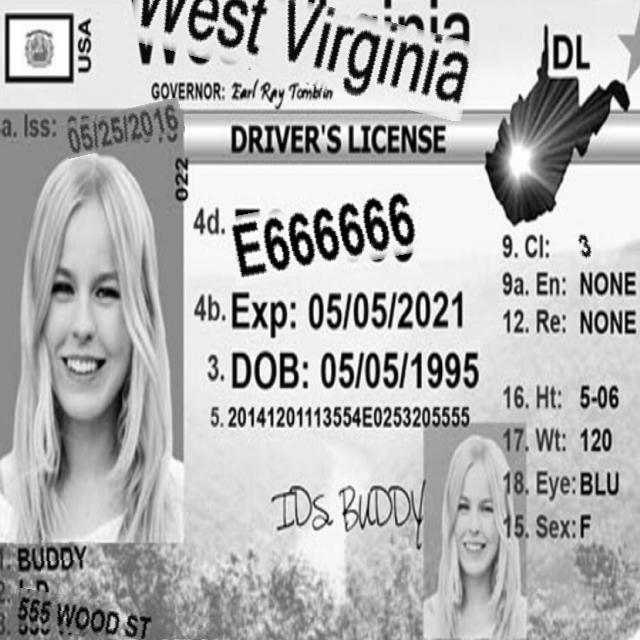 USA
West Virginia
GOVERNOR: Earl Ray Tomblin
DL
a. Iss: 05/25/2016
DRIVER'S LICENSE
022
4d. E666666
9. Cl: 3
9a. En: NONE
4b. Exp: 05/05/2021
12. Re: NONE
3. DOB: 05/05/1995
16. Ht: 5-06
5. 20141201113554E0253205555
17. Wt: 120
18. Eye: BLU
IDs BUDDY
15. Sex: F
1. BUDDY
555 WOOD ST